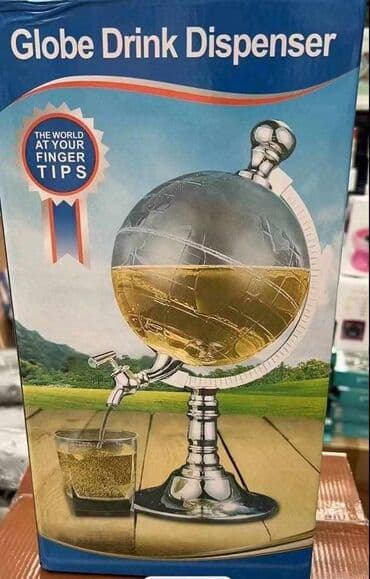 Globe Drink Dispenser
THE WORLD
AT YOUR
FINGER
TIPS